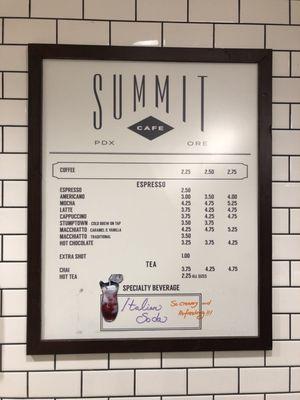 SUMMIT
CAFE
PDX ORE
COFFEE 2.25 2.50 2.75
ESPRESSO
ESPRESSO 2.50
AMERICANO 3.00 3.50 4.00
MOCHA 4.25 4.75 5.25
LATTE 3.75 4.25 4.75
CAPPUCCINO 3.75 4.25 4.75
STUMPTOWN COLD BREW ON TAP 3.50 3.75
MACCHIATTO CARAMEL & VANILLA 4.25 4.75 5.25
MACCHIATTO TRADITIONAL 3.50
HOT CHOCOLATE 3.25 3.75 4.25
EXTRA SHOT 1.00
TEA
CHAI 3.75 4.25 4.75
HOT TEA 2.25 ALL SIZES
SPECIALTY BEVERAGE
Italian So creamy and
Soda Refreshing!!!